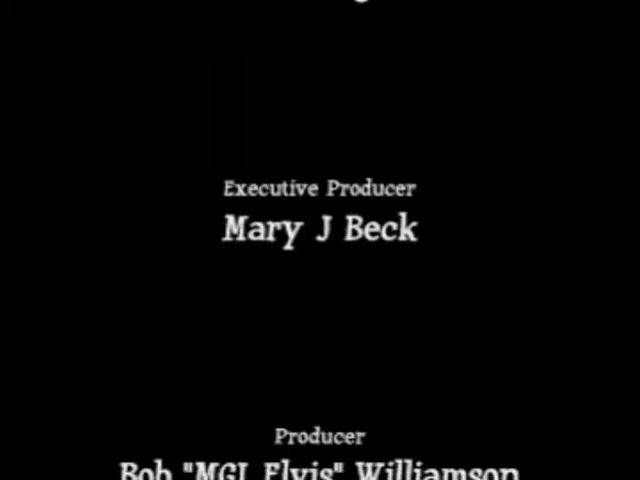 Executive Producer
Mary J Beck
Producer
Bob "MGL Elvis" Williamson